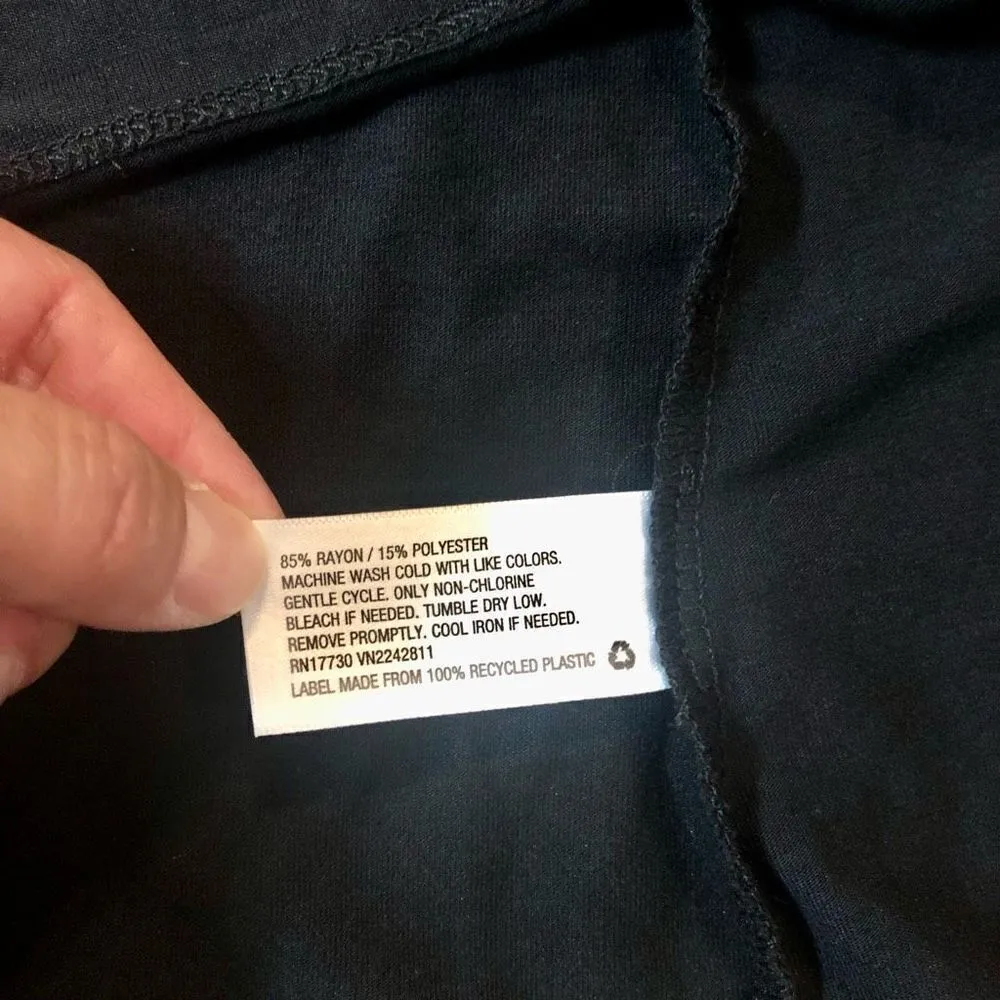 85% RAYON / 15% POLYESTER
MACHINE WASH COLD WITH LIKE COLORS.
GENTLE CYCLE. ONLY NON-CHLORINE
BLEACH IF NEEDED. TUMBLE DRY LOW.
REMOVE PROMPTLY. COOL IRON IF NEEDED.
RN17730 VN2242811
LABEL MADE FROM 100% RECYCLED PLASTIC